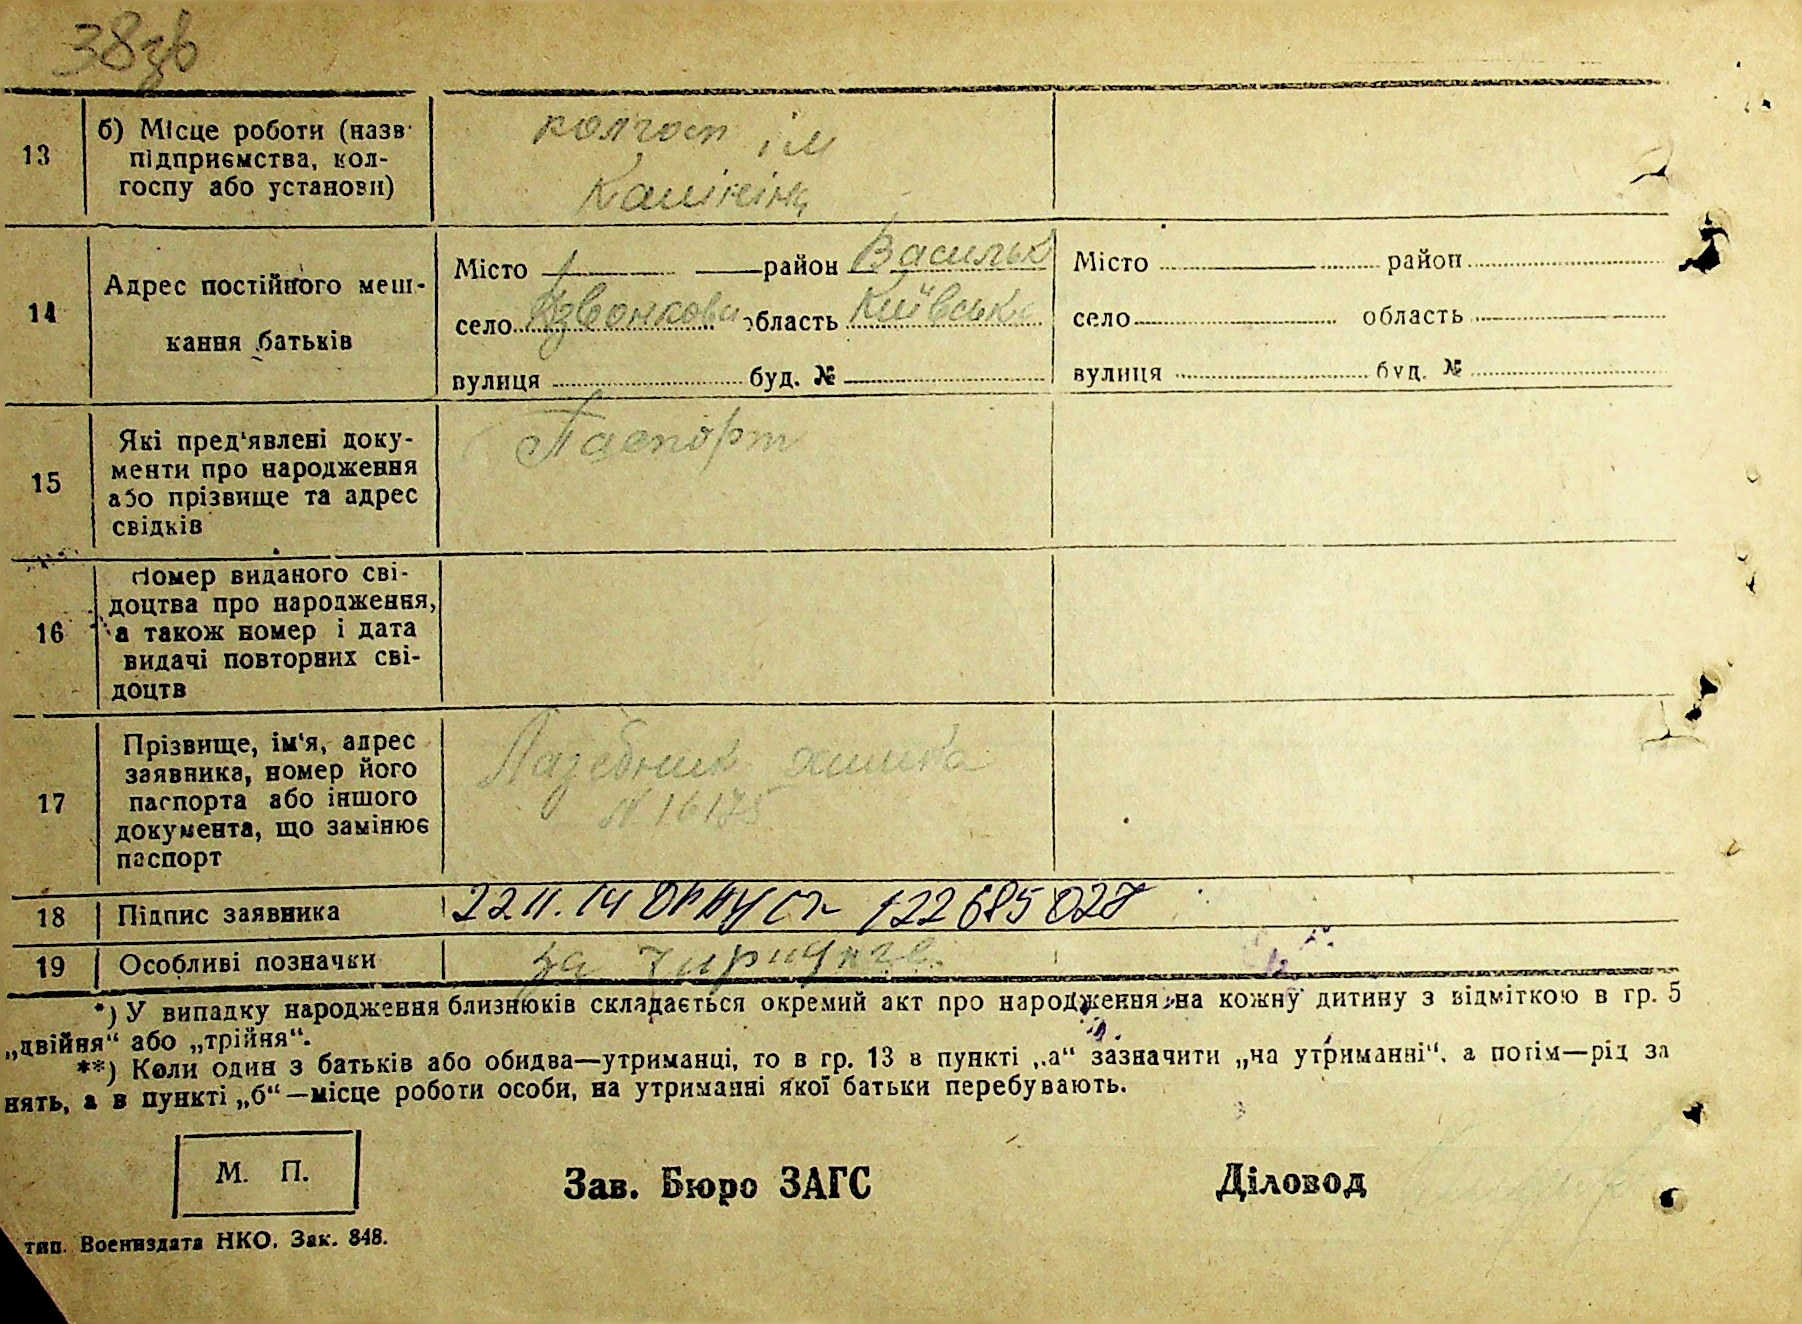 38зв
13
б) Місце роботи (назв
підприємства, кол-
госпу або установи)
колгосп ім
Калініна
14
Адрес постійного меш-
кання батьків
Місто район Васильк
село Дзвонкова область Київська
вулиця буд. №
Місто район
село область
вулиця буд. №
15
Які пред'явлені доку-
менти про народження
або прізвище та адрес
свідків
Паспорт
16
Номер виданого сві-
доцтва про народження,
а також номер і дата
видачі повторних сві-
доцтв
17
Прізвище, ім'я, адрес
заявника, номер його
паспорта або іншого
документа, що замінює
паспорт
Лазебник
N 16175
18
Підпис заявника
22.11.14 122685027
19
Особливі позначки
за
*) У випадку народження близнюків складається окремий акт про народження на кожну дитину з відміткою в гр. 5
„двійня“ або „трійня“.
**) Коли один з батьків або обидва—утриманці, то в гр. 13 в пункті „а“ зазначити „на утриманні“, а потім—рід за
нять, а в пункті „б“—місце роботи особи, на утриманні якої батьки перебувають.
М. П.
Зав. Бюро ЗАГС
Діловод
тип. Воениздата НКО. Зак. 848.